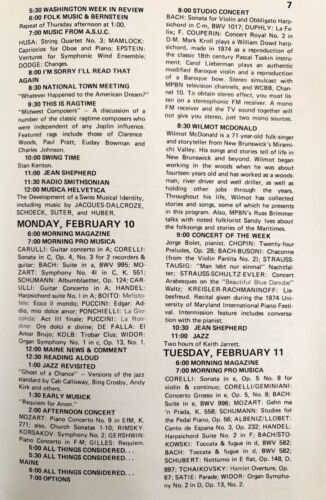 7
5:30 WASHINGTON WEEK IN REVIEW
6:00 FOLK MUSIC & BERNSTEIN
Repeat of Thursday afternoon at 1:00.
7:00 MUSIC FROM A.S.U.C.
HUSA: String Quartet No. 3; MAMLOCK:
Capriccios for Oboe and Piano; EPSTEIN:
Ventures for Symphonic Wind Ensemble;
DODGE: Changes.
8:00 I'M SORRY I'LL READ THAT
AGAIN
8:30 NATIONAL TOWN MEETING
"Whatever Happened to the American Dream?"
9:30 THIS IS RAGTIME
"Midwest Composers" – A discussion of a
number of the classic ragtime composers who
were independent of any Joplin influence.
Featured rags include those of Clarence
Woods, Paul Pratt, Euday Bowman and
Charles Johnson.
10:00 SWING TIME
Stan Kenton.
11:00 JEAN SHEPHERD
11:30 RADIO SMITHSONIAN
12:00 MUSICA HELVETICA
The Development of a Swiss Musical Identity,
including music by JACQUES-DALCROZE,
SCHOECK, SUTER, and HUBER.
MONDAY, FEBRUARY 10
6:00 MORNING MAGAZINE
7:00 MORNING PRO MUSICA
CARULLI: Guitar concerto in A; CORELLI:
Sonata in C, Op. 4, No. 3 for 2 recorders &
guitar; BACH: Suite in e, BWV 995; MO-
ZART: Symphony No. 41 in C, K. 551;
SCHUMANN: Albumblatter, Op. 124; CAR-
ULLI: Guitar Concerto in A; HANDEL:
Harpsichord suite No. 1 in A; BOITO: Mefisto-
fele: Ecco il mondo; PUCCINI: Edgar: Ad-
dio, mio dolce amor; PONCHIELLI: La Gio-
conda: Act III finale; PUCCINI: La Ron-
dine: Ore dolci e divine; DE FALLA: El
Amor Brujo; KOLB: Trobar Clus; WIDOR:
Organ Symphony No. 1 in c, Op. 13, No. 1.
12:00 MAINE NEWS & COMMENT
12:30 READING ALOUD
1:00 JAZZ REVISITED
"Ghost of a Chance" – Versions of the jazz
standard by Cab Calloway, Bing Crosby, Andy
Kirk and others.
1:30 EARLY MUSICK
"Requiem for Anon."
2:00 AFTERNOON CONCERT
MOZART: Piano Concerto No. 9 in Eflat, K.
271; also, Church Sonatas 1-10; RIMSKY-
KORSAKOV: Symphony No. 2; GERSHWIN:
Piano Concerto in F; GILLES: Requiem.
5:00 ALL THINGS CONSIDERED...
5:30 ALL THINGS CONSIDERED...
MAINE
6:00 ALL THINGS CONSIDERED...
7:00 OPTIONS
8:00 STUDIO CONCERT
BACH: Sonata for Violin and Obbligato Harp-
sichord in C-m, BWV 1017; DUPHLY: La Fe-
lix; F. COUPERIN: Concert Royal No. 2 in
D-M. Mark Kroll plays a William Dowd harp-
sichord, made in 1974 as a reproduction of
the classic 18th century Pascal Taskin instru-
ment. Carol Lieberman plays an authentic
modified Baroque violin and a reproduction
of a Baroque bow. Stereo simulcast with
MPBN television channels, and WCBB, Chan-
nel 10. To obtain stereo effect, you must lis-
ten on a stereophonic FM receiver. A mono
FM receiver and the TV sound together will
not give you stereo, just two mono sources.
8:30 WILMOT MCDONALD
Wilmot McDonald is a 71-year-old folk-singer
and storyteller from New Brunswick's Mirami-
chi Valley. His songs and stories tell of life in
New Brunswick and beyond. Wilmot began
working in the woods when he was about
fourteen years old and has worked as a woods-
man, river driver and well driller, as well as
holding other jobs through the years.
Throughout his life, Wilmot has collected
stories and songs, some of which he presents
in this program. Also, MPBN's Russ Brimmer
talks with noted folklorist Sandy Ives about
the folksongs and stories of the Maritimes.
9:00 CONCERT OF THE WEEK
Jorge Bolet, pianist, CHOPIN: Twenty-four
Preludes, Op. 28; BACH-BUSONI: Chaconne
(from the Violin Partita No. 2); STRAUSS-
TAUSIG: "Man lebt nur einmal" Nachtfal-
ter; STRAUSS-SCHULTZ-EVLER: Concert
Arabesques on the "Beautiful Blue Danube"
Waltz; KREISLER-RACHMANINOFF: Lie-
besfreud. Recital given during the 1974 Uni-
versity of Maryland International Piano Festi-
val. Intermission feature includes conversa-
tion with the pianist.
10:30 JEAN SHEPHERD
11:00 JAZZ
Two hours of Keith Jarrett.
TUESDAY, FEBRUARY 11
6:00 MORNING MAGAZINE
7:00 MORNING PRO MUSICA
CORELLI: Sonata in e, Op. 5, No. 8 for
violin & continuo; CORELLI/GEMINIANI:
Concerto Grosso in e, Op. 5, No. 8; BACH:
Suite in e, BWV 996; MOZART: Gehn ma
'n Prada, K. 558; SCHUMANN: Studies for
the Pedal Piano, Op. 56; ALBENIZ/LLOBET:
Canto de Espana: No. 3, Op. 232; HANDEL:
Harpsichord Suite No. 2 in F; BACH/STO-
KOWSKI: Toccata & fugue in d, BWV 582;
BACH: Toccata & fugue in d, BWV 582;
SCHUBERT: Notturno in E flat, Op. 148, D.
897; TCHAIKOVSKY: Hamlet Overture, Op.
67; SATIE: Parade; WIDOR: Organ Sympho-
ny No. 2 in D, Op. 13, No. 2.